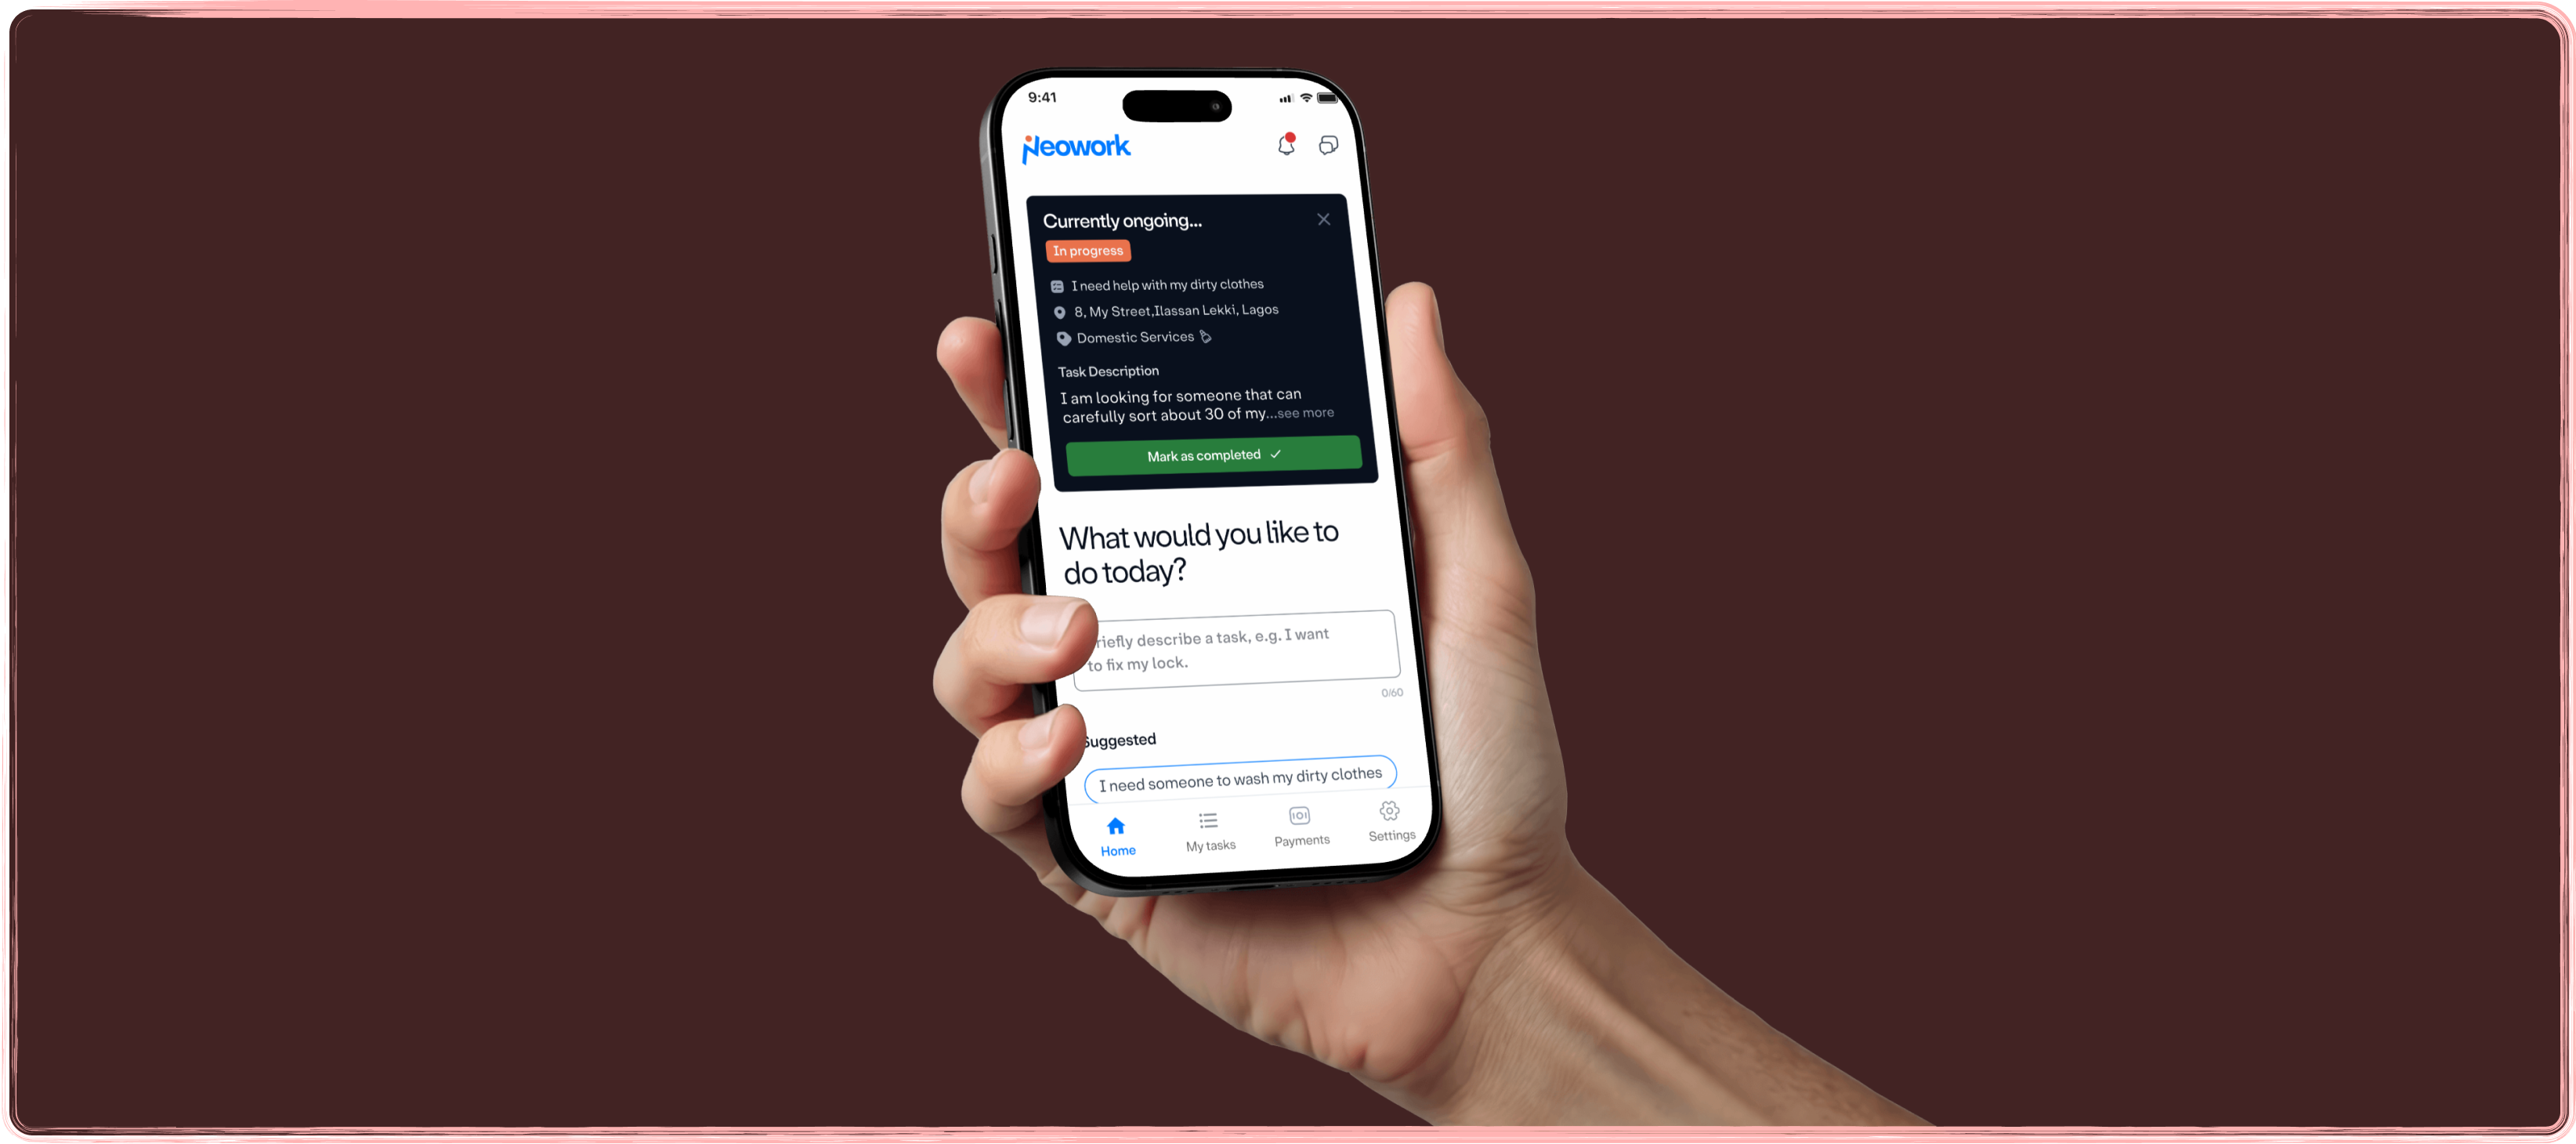 9:41
Neowork
Currently ongoing...
In progress
I need help with my dirty clothes
8, My Street,Ilassan Lekki, Lagos
Domestic Services
Task Description
I am looking for someone that can
carefully sort about 30 of my...see more
Mark as completed
What would you like to
do today?
riefly describe a task, e.g. I want
to fix my lock.
0/60
Suggested
I need someone to wash my dirty clothes
Home
My tasks
Payments
Settings